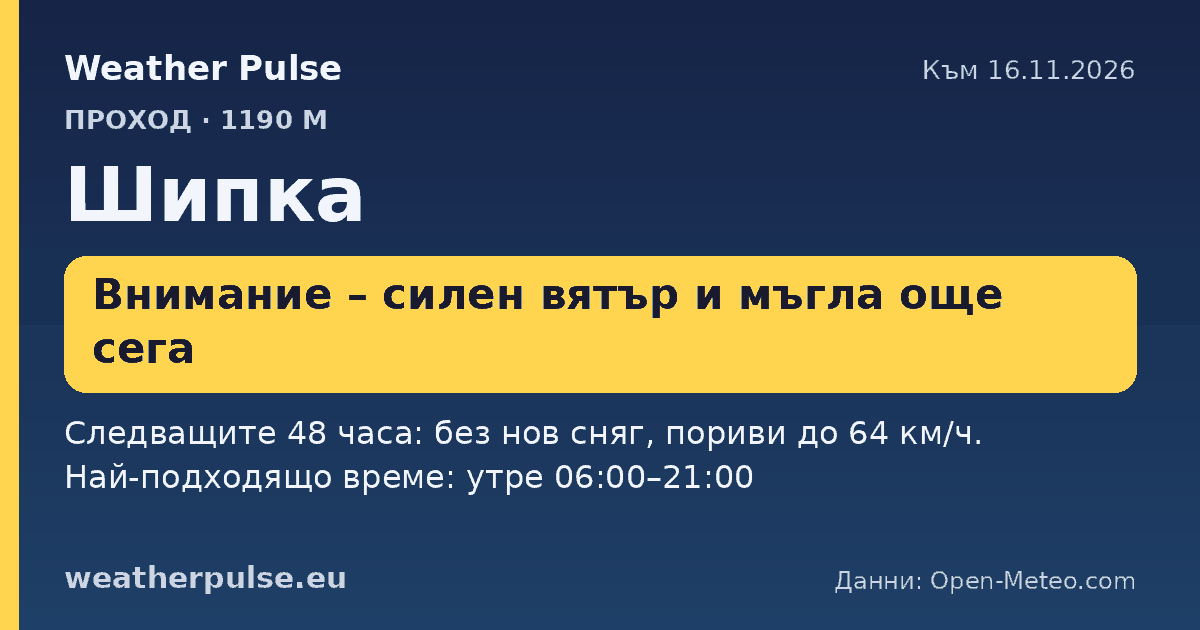 Weather Pulse
Към 16.11.2026
ПРОХОД · 1190 М
Шипка
Внимание – силен вятър и мъгла още
сега
Следващите 48 часа: без нов сняг, пориви до 64 км/ч.
Най-подходящо време: утре 06:00–21:00
weatherpulse.eu
Данни: Open-Meteo.com